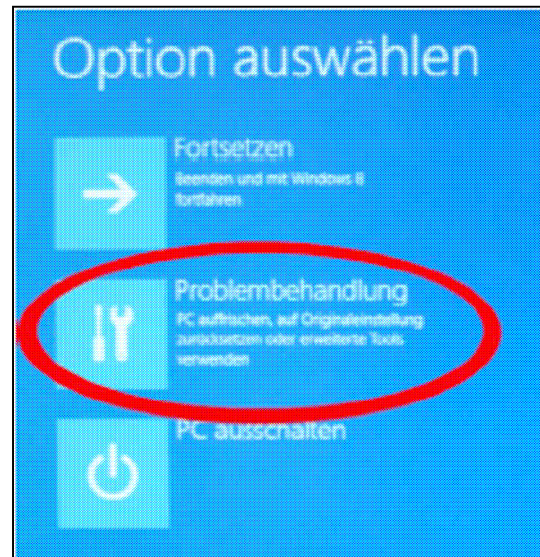 Option auswählen
Fortsetzen
Beenden und mit Windows 8
fortfahren
Problembehandlung
PC auffrischen, auf Originaleinstellung
zurücksetzen oder erweiterte Tools
verwenden
PC ausschalten